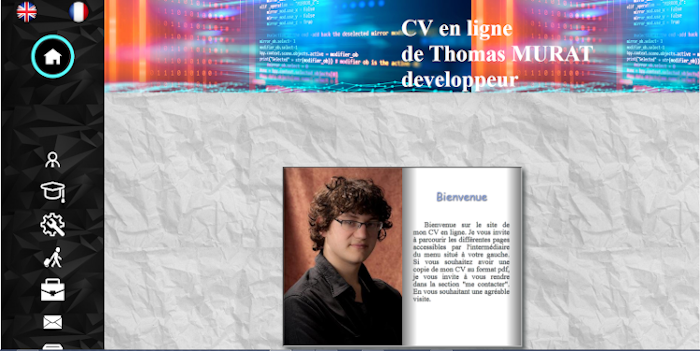 CV en ligne
de Thomas MURAT
developpeur
Bienvenue
Bienvenue sur le site de
mon CV en ligne. Je vous invite
à parcourir les différentes pages
accessibles par l'intermédiaire
du menu situé à votre gauche.
Si vous souhaitez avoir une
copie de mon CV au format pdf,
je vous invite à vous rendre
dans la section "me contacter".
En vous souhaitant une agréable
visite.